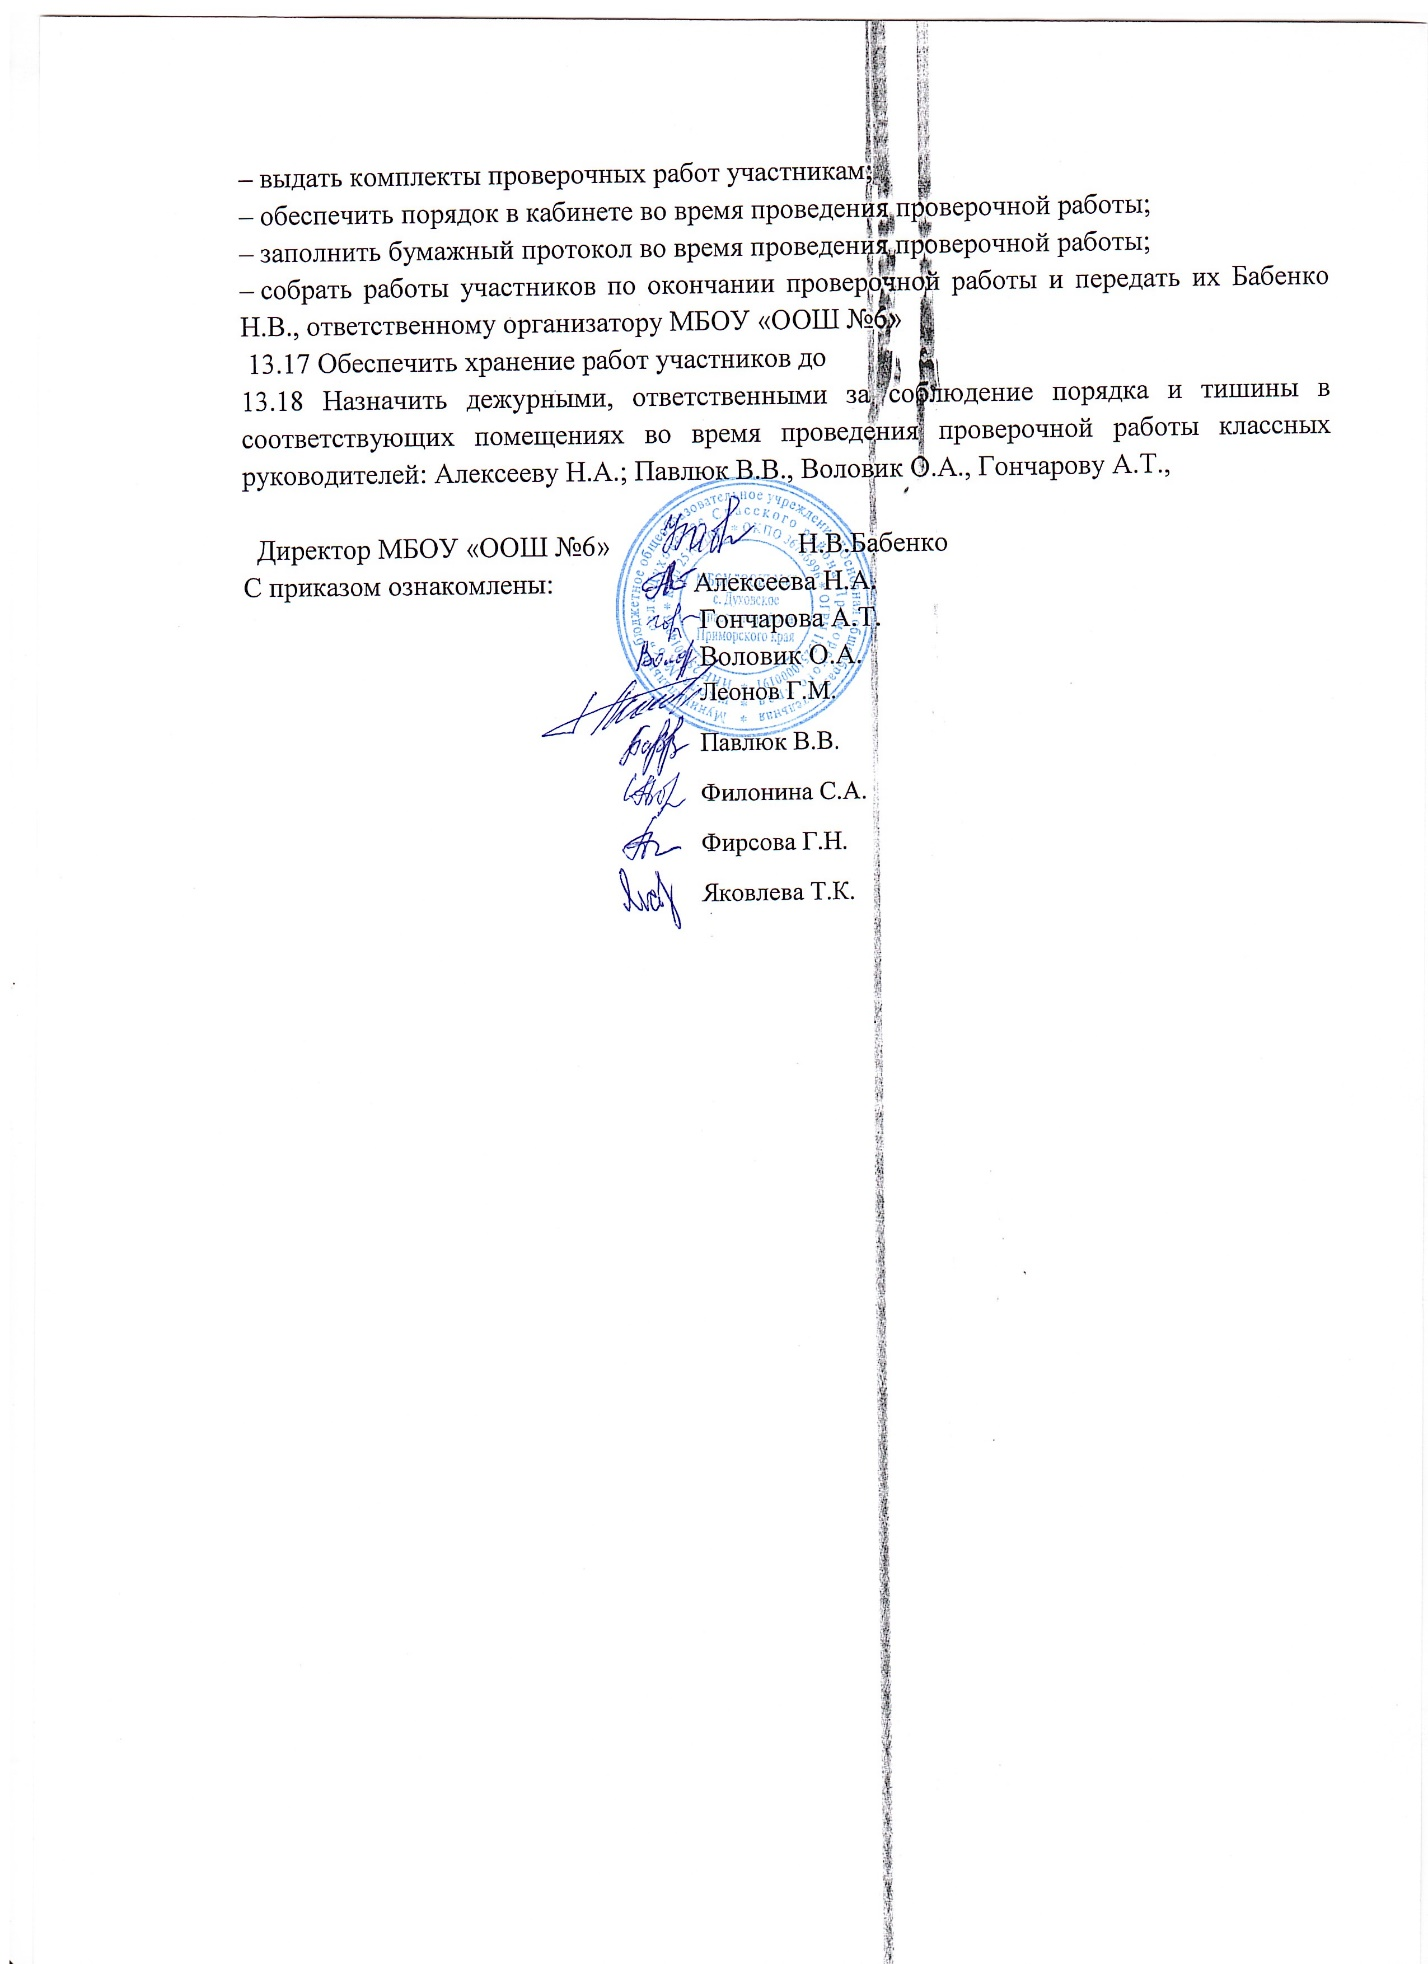 – выдать комплекты проверочных работ участникам;
– обеспечить порядок в кабинете во время проведения проверочной работы;
– заполнить бумажный протокол во время проведения проверочной работы;
– собрать работы участников по окончании проверочной работы и передать их Бабенко
Н.В., ответственному организатору МБОУ «ООШ №6»
13.17 Обеспечить хранение работ участников до
13.18 Назначить дежурными, ответственными за соблюдение порядка и тишины в
соответствующих помещениях во время проведения проверочной работы классных
руководителей: Алексееву Н.А.; Павлюк В.В., Воловик О.А., Гончарову А.Т.,
Директор МБОУ «ООШ №6» Н.В.Бабенко
С приказом ознакомлены: Алексеева Н.А.
с. Духовское
Гончарова А.Т.
Приморского края
Воловик О.А.
Леонов Г.М.
Павлюк В.В.
Филонина С.А.
Фирсова Г.Н.
Яковлева Т.К.